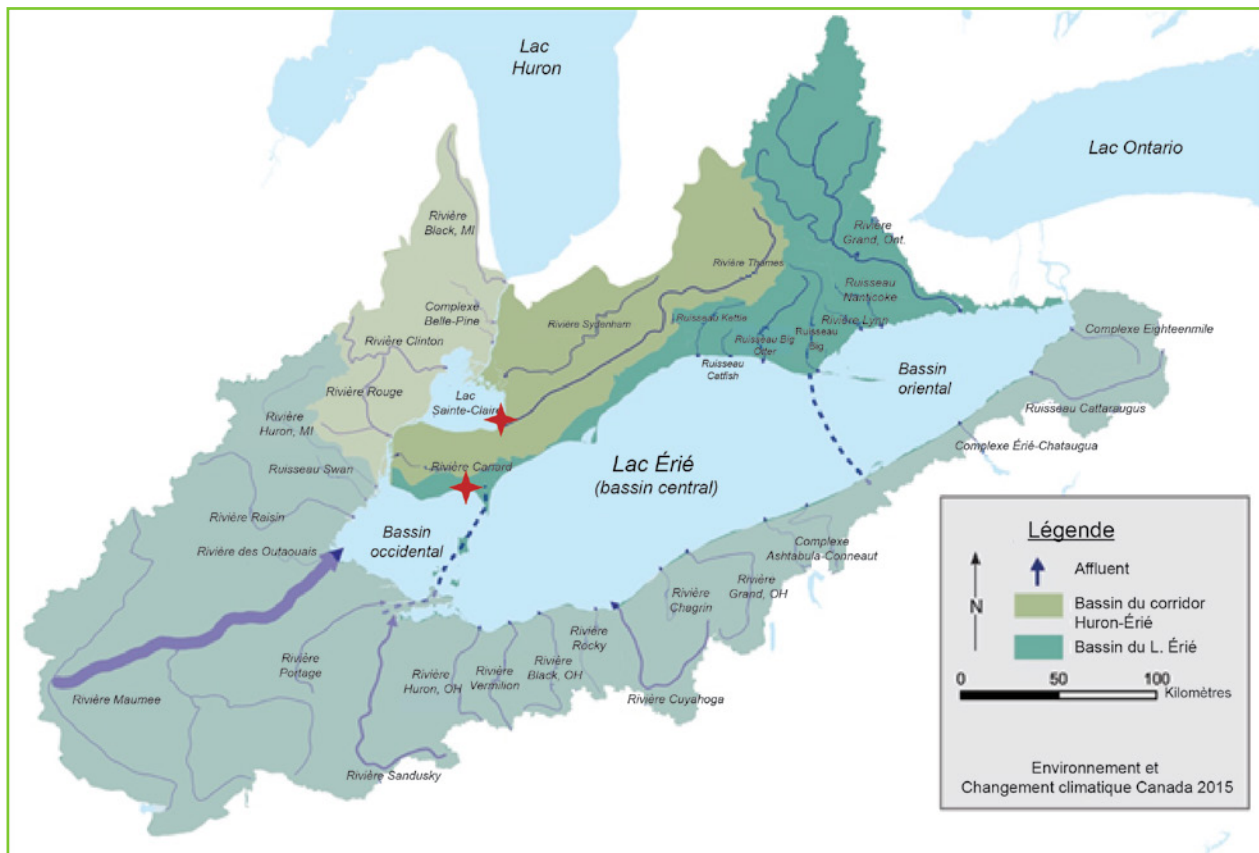 Lac
Huron
Lac Ontario
Rivière
Black, MI
Rivière
Grand, Ont.
Rivière Thames
Ruisseau
Nanticoke
Complexe
Belle-Pine
Rivière Sydenham
Ruisseau Kettle
Rivière Lynn
Ruisseau Big
Otter
Ruisseau
Big
Complexe Eighteenmile
Rivière Clinton
Ruisseau
Catfish
Bassin
oriental
Rivière Rouge
Lac
Sainte-Claire
Ruisseau Cattaraugus
Rivière
Huron, MI
Complexe Érié-Chataugua
Ruisseau Swan
Rivière Canard
Lac Érié
(bassin central)
Rivière Raisin
Bassin
occidental
Rivière des Outaouais
Complexe
Ashtabula-Conneaut
Rivière
Chagrin
Rivière
Grand, OH
Rivière
Rocky
Rivière
Portage
Rivière
Huron, OH
Rivière
Vermilion
Rivière
Black, OH
Rivière Maumee
Rivière Cuyahoga
Rivière Sandusky
Légende
N
Affluent
Bassin du corridor
Huron-Érié
Bassin du L. Érié
0 50 100
Kilomètres
Environnement et
Changement climatique Canada 2015